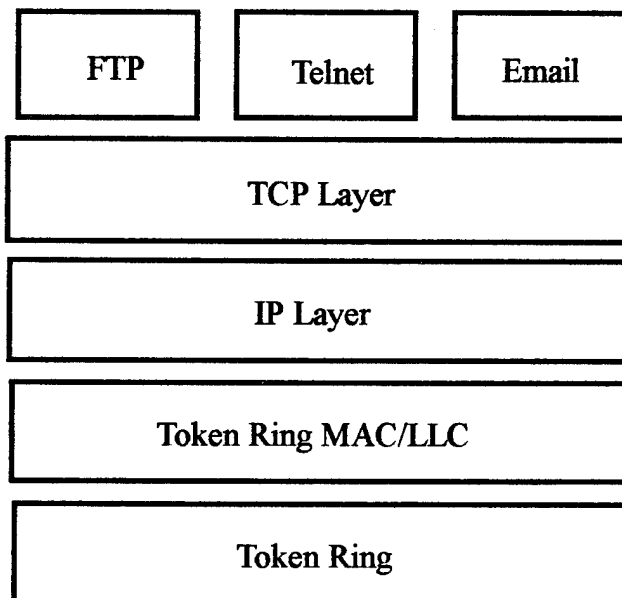 FTP
Telnet
Email
TCP Layer
IP Layer
Token Ring MAC/LLC
Token Ring